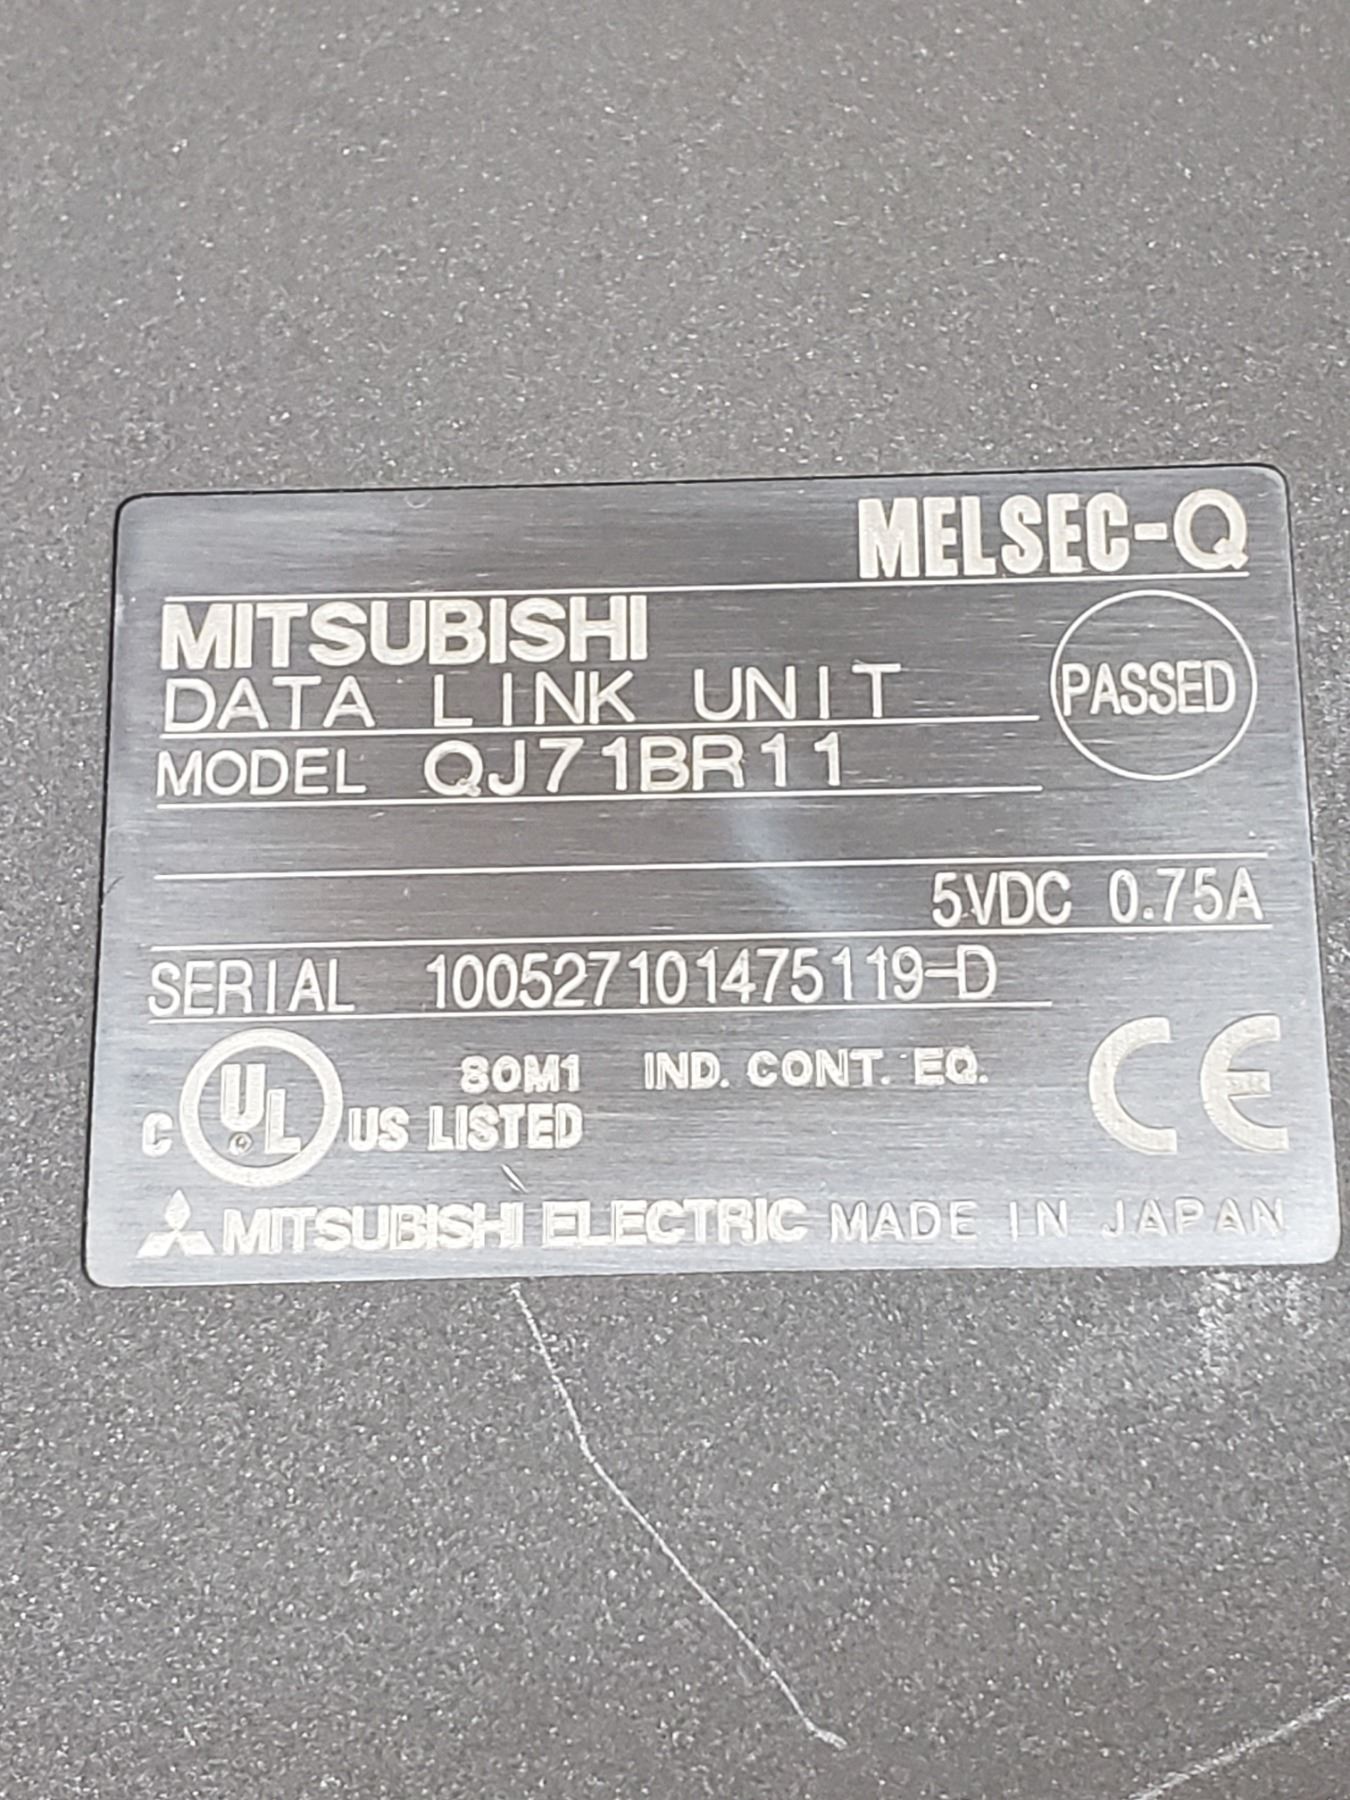 MELSEC-Q
MITSUBISHI
DATA LINK UNIT
PASSED
MODEL QJ71BR11
5VDC 0.75A
SERIAL 100527101475119-D
C UL US LISTED
80M1 IND. CONT. EQ.
CE
MITSUBISHI ELECTRIC MADE IN JAPAN